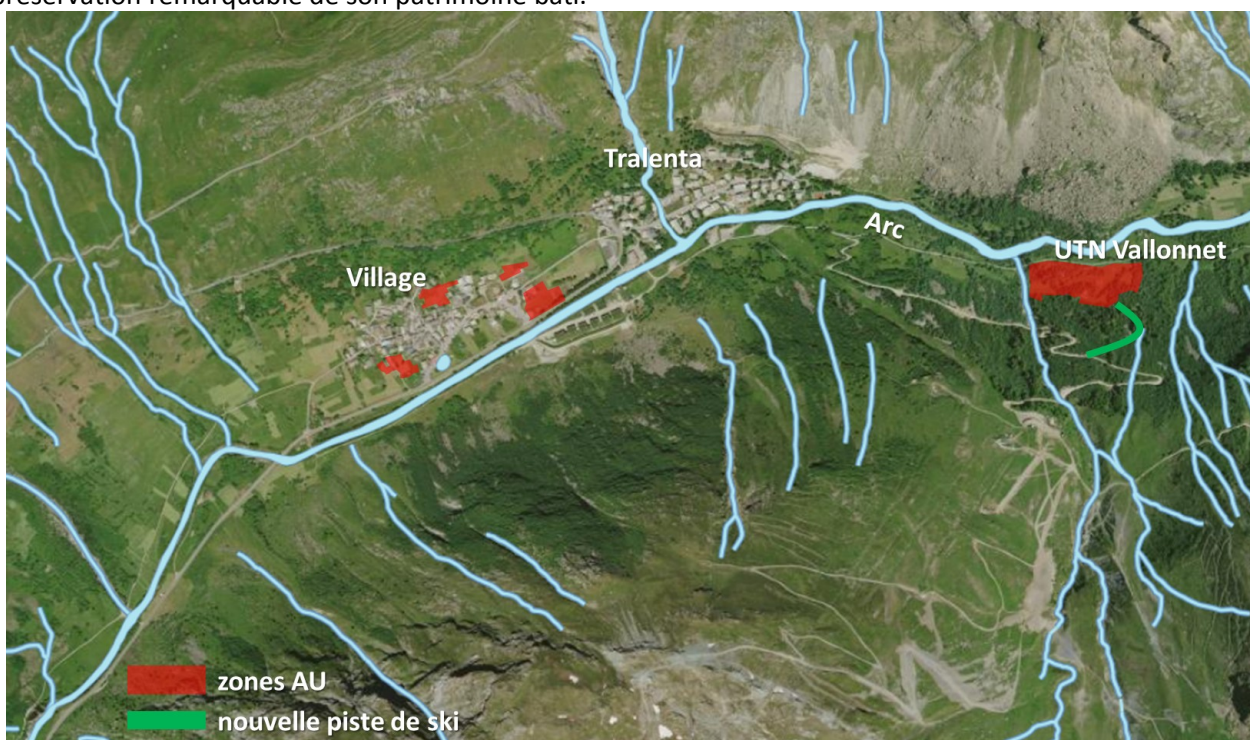 préservation remarquable de son patrimoine bâti.
Tralenta
Arc
UTN Vallonnet
Village
zones AU
nouvelle piste de ski